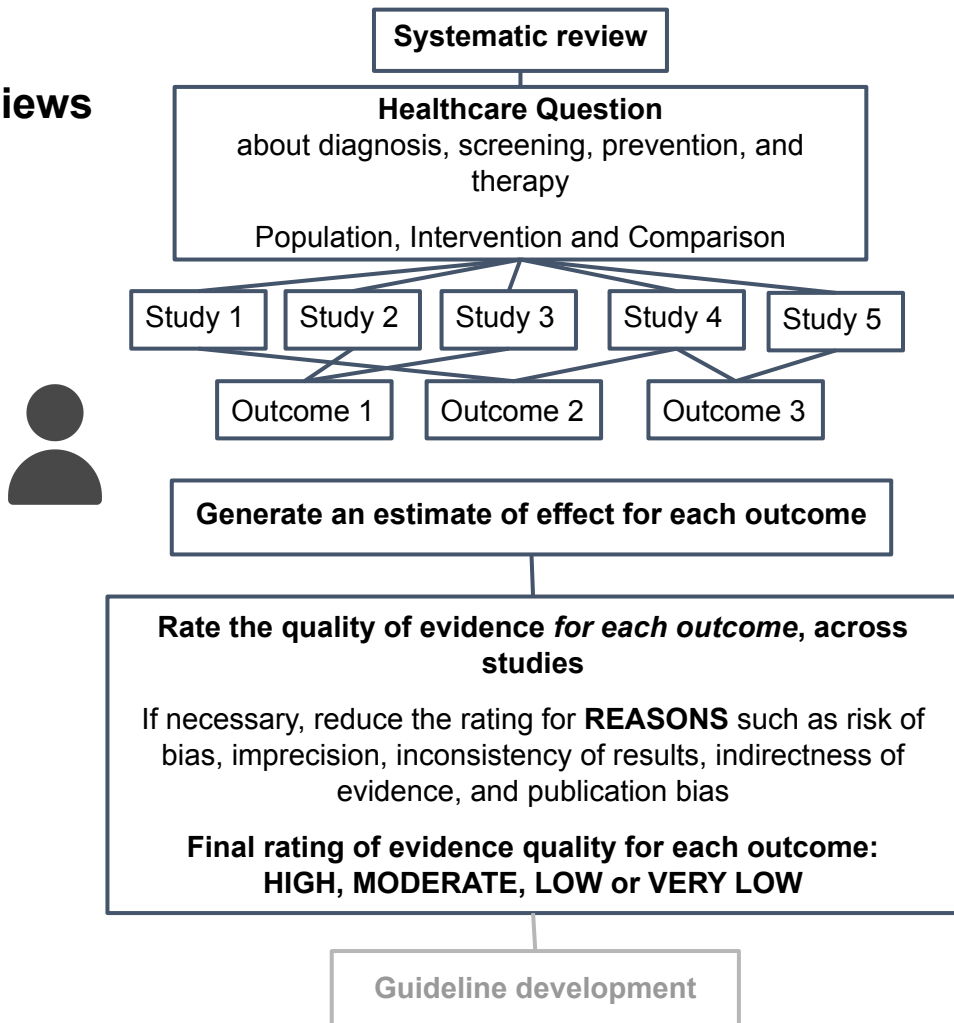 Systematic review
iews
Healthcare Question
about diagnosis, screening, prevention, and
therapy
Population, Intervention and Comparison
Study 1
Study 2
Study 3
Study 4
Study 5
Outcome 1
Outcome 2
Outcome 3
Generate an estimate of effect for each outcome
Rate the quality of evidence for each outcome, across
studies
If necessary, reduce the rating for REASONS such as risk of
bias, imprecision, inconsistency of results, indirectness of
evidence, and publication bias
Final rating of evidence quality for each outcome:
HIGH, MODERATE, LOW or VERY LOW
Guideline development